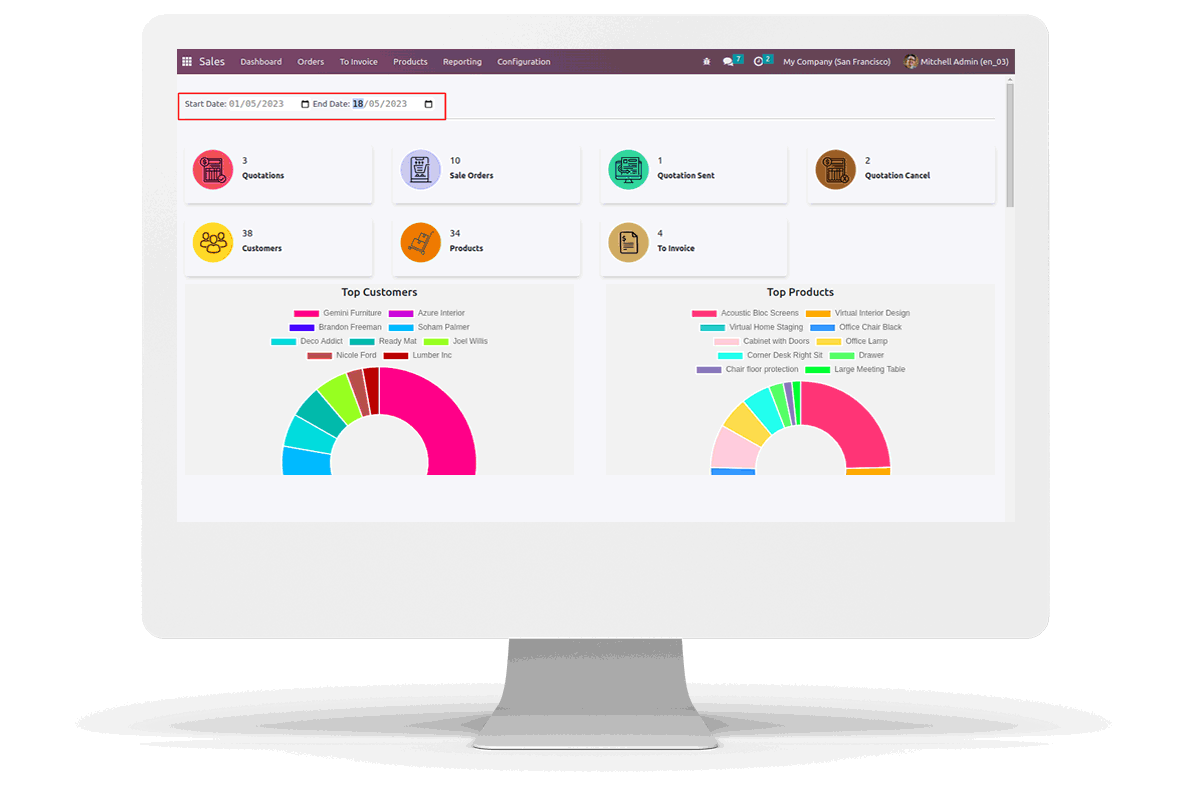 Sales Dashboard Orders To Invoice Products Reporting Configuration 7 2 My Company (San Francisco) Mitchell Admin (en_03)
Start Date: 01/05/2023 End Date: 18/05/2023
3
Quotations
10
Sale Orders
1
Quotation Sent
2
Quotation Cancel
38
Customers
34
Products
4
To Invoice
Top Customers
Gemini Furniture Azure Interior
Brandon Freeman Soham Palmer
Deco Addict Ready Mat Joel Willis
Nicole Ford Lumber Inc
Top Products
Acoustic Bloc Screens Virtual Interior Design
Virtual Home Staging Office Chair Black
Cabinet with Doors Office Lamp
Corner Desk Right Sit Drawer
Chair floor protection Large Meeting Table